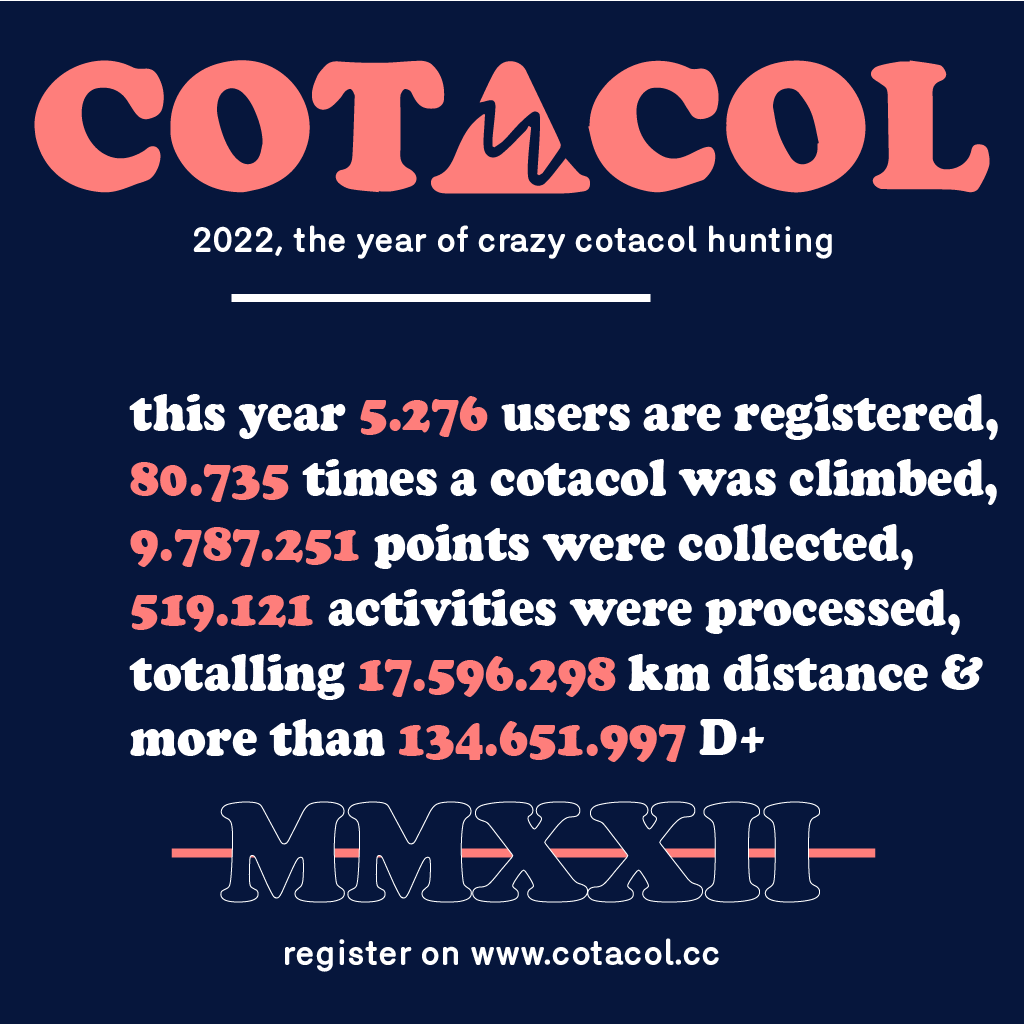 COTACOL
2022, the year of crazy cotacol hunting
this year 5.276 users are registered,
80.735 times a cotacol was climbed,
9.787.251 points were collected,
519.121 activities were processed,
totalling 17.596.298 km distance &
more than 134.651.997 D+
MMXXII
register on www.cotacol.cc